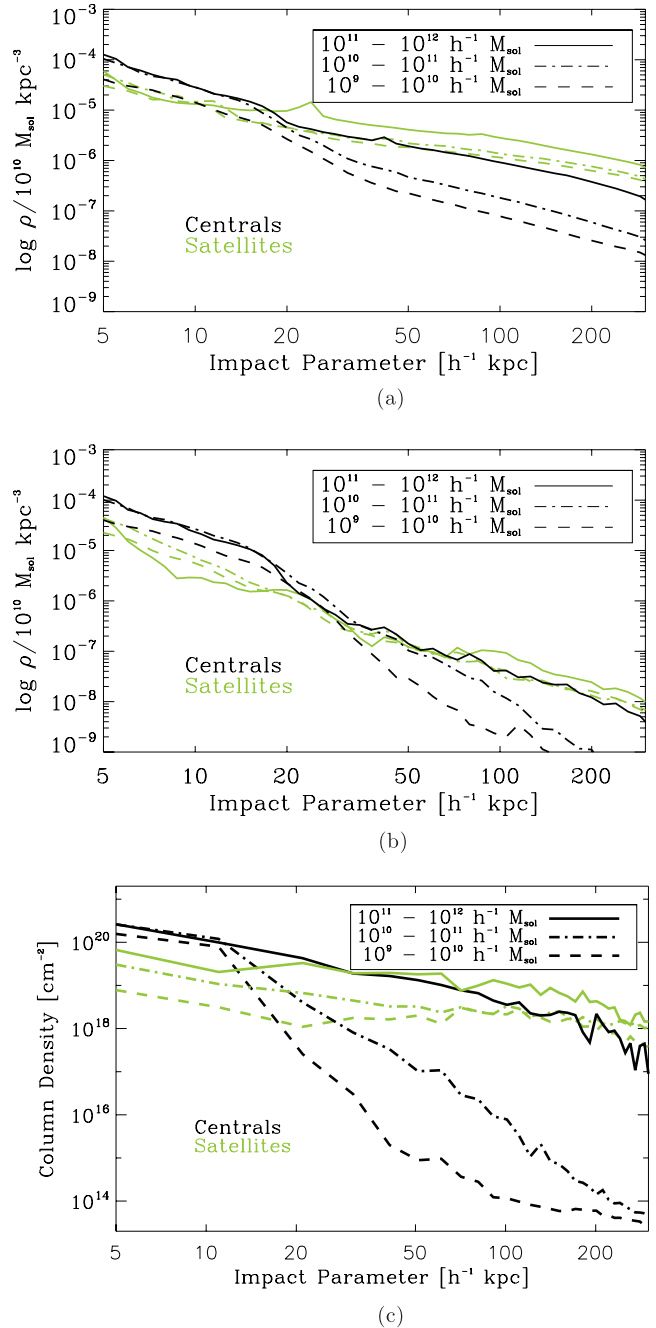 10⁻³
10⁻⁴
10⁻⁵
10⁻⁶
10⁻⁷
10⁻⁸
10⁻⁹
log ρ/10¹⁰ M_sol kpc⁻³
10¹¹ − 10¹² h⁻¹ M_sol
10¹⁰ − 10¹¹ h⁻¹ M_sol
10⁹ − 10¹⁰ h⁻¹ M_sol
Centrals
Satellites
5 10 20 50 100 200
Impact Parameter [h⁻¹ kpc]
(a)
10⁻³
10⁻⁴
10⁻⁵
10⁻⁶
10⁻⁷
10⁻⁸
10⁻⁹
log ρ/10¹⁰ M_sol kpc⁻³
10¹¹ − 10¹² h⁻¹ M_sol
10¹⁰ − 10¹¹ h⁻¹ M_sol
10⁹ − 10¹⁰ h⁻¹ M_sol
Centrals
Satellites
5 10 20 50 100 200
Impact Parameter [h⁻¹ kpc]
(b)
10²⁰
10¹⁸
10¹⁶
10¹⁴
Column Density [cm⁻²]
10¹¹ − 10¹² h⁻¹ M_sol
10¹⁰ − 10¹¹ h⁻¹ M_sol
10⁹ − 10¹⁰ h⁻¹ M_sol
Centrals
Satellites
5 10 20 50 100 200
Impact Parameter [h⁻¹ kpc]
(c)